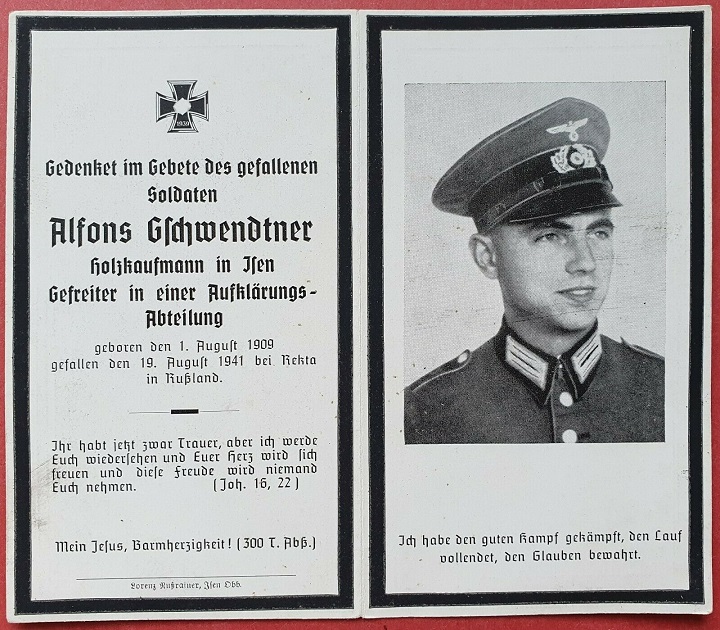 1939
Gedenket im Gebete des gefallenen
Soldaten
Alfons Gschwendtner
Holzkaufmann in Isen
Gefreiter in einer Aufklärungs-
Abteilung
geboren den 1. August 1909
gefallen den 19. August 1941 bei Rekta
in Rußland.
Ihr habt jetzt zwar Trauer, aber ich werde
Euch wiedersehen und Euer Herz wird sich
freuen und diese Freude wird niemand
Euch nehmen. (Joh. 16, 22)
Mein Jesus, Barmherzigkeit! (300 T. Abß.)
Lorenz Nußrainer, Isen Obb.
Ich habe den guten Kampf gekämpft, den Lauf
vollendet, den Glauben bewahrt.